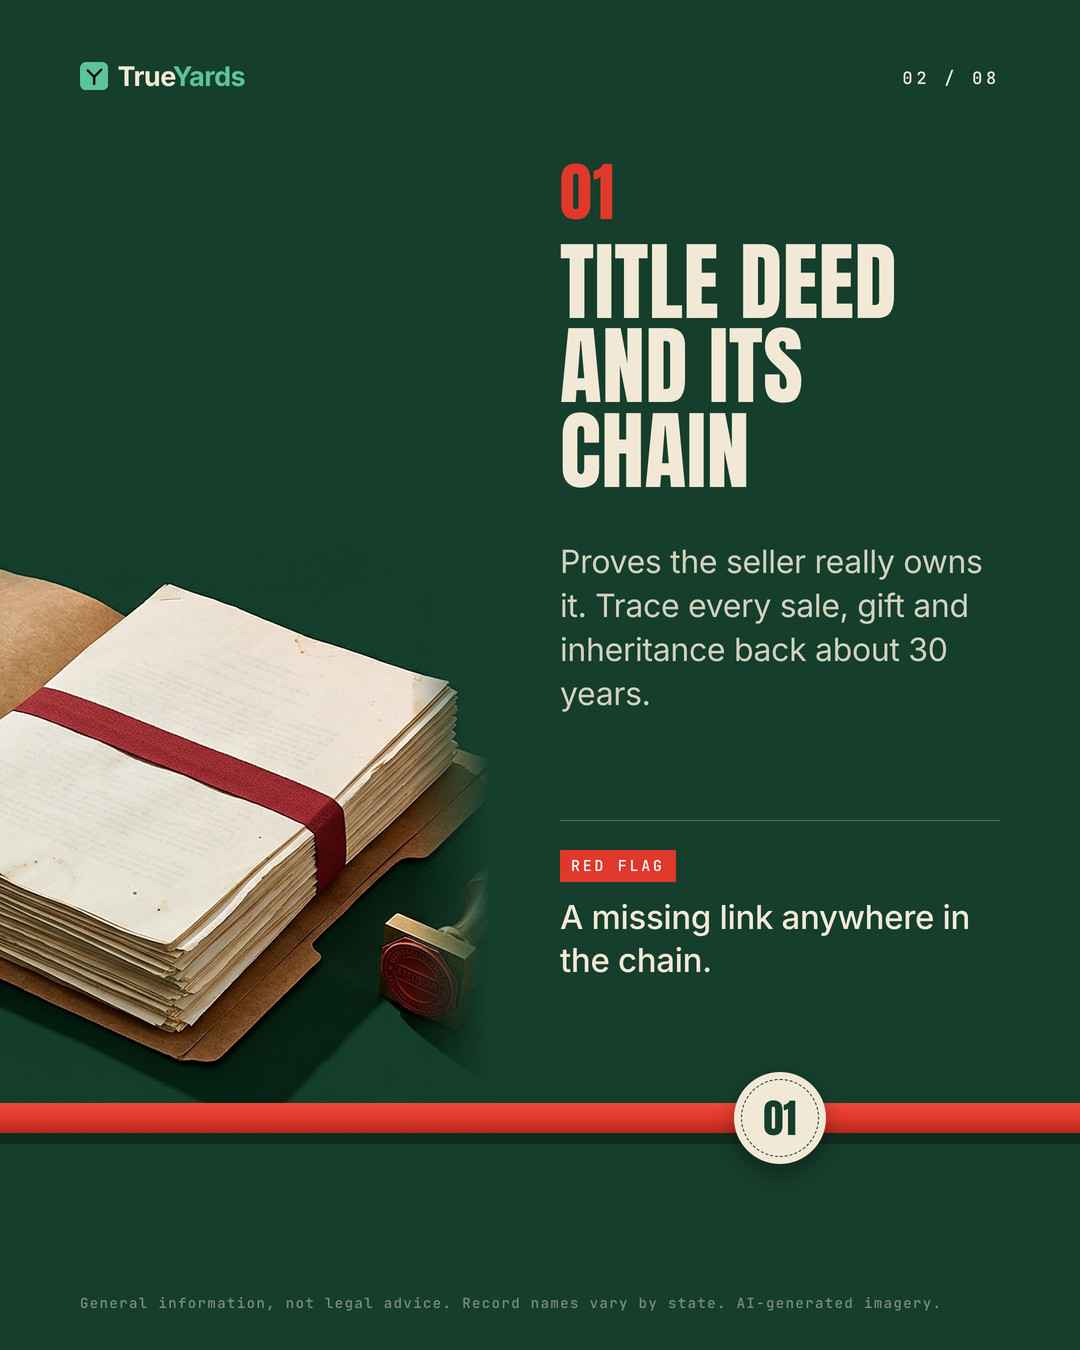 TrueYards
02 / 08
01
TITLE DEED
AND ITS
CHAIN
Proves the seller really owns
it. Trace every sale, gift and
inheritance back about 30
years.
RED FLAG
A missing link anywhere in
the chain.
01
General information, not legal advice. Record names vary by state. AI-generated imagery.